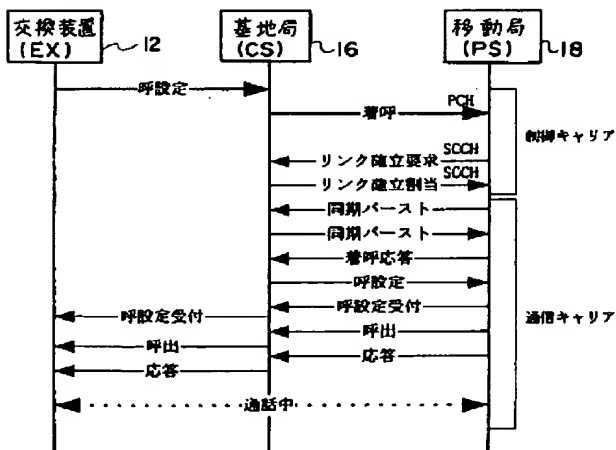 交換装置
(EX)
12
基地局
(CS)
16
移動局
(PS)
18
呼設定
着呼
PCH
制御キャリア
リンク確立要求
SCCH
リンク確立割当
SCCH
同期バースト
同期バースト
着呼応答
呼設定
呼設定受付
呼設定受付
通信キャリア
呼出
呼出
応答
応答
通話中